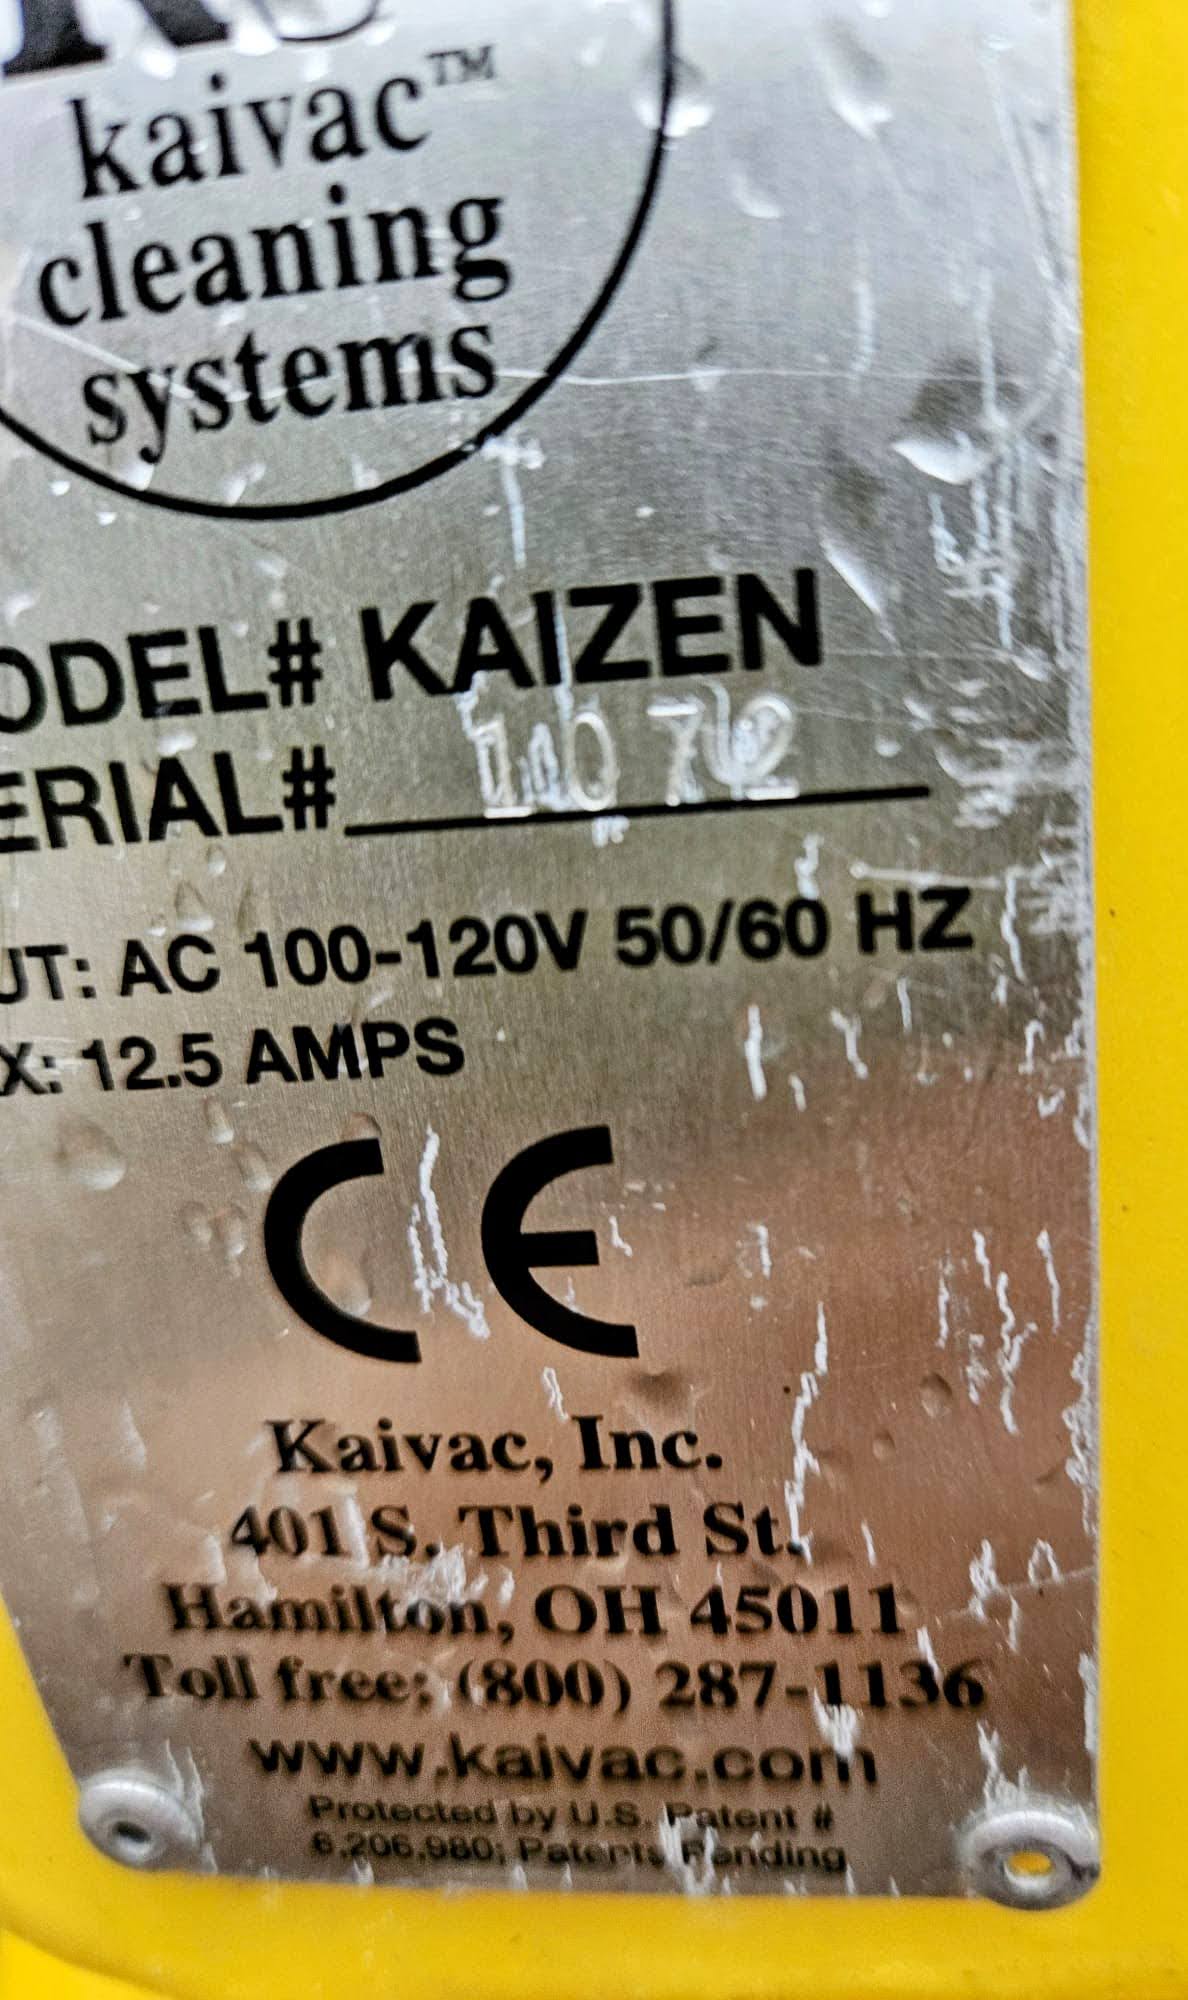 kaivac™
cleaning
systems
ODEL# KAIZEN
ERIAL# 10742
UT: AC 100-120V 50/60 HZ
X: 12.5 AMPS
CE
Kaivac, Inc.
401 S. Third St.
Hamilton, OH 45011
Toll free: (800) 287-1136
www.kaivac.com
Protected by U.S. Patent #
6,206,980; Patents Pending